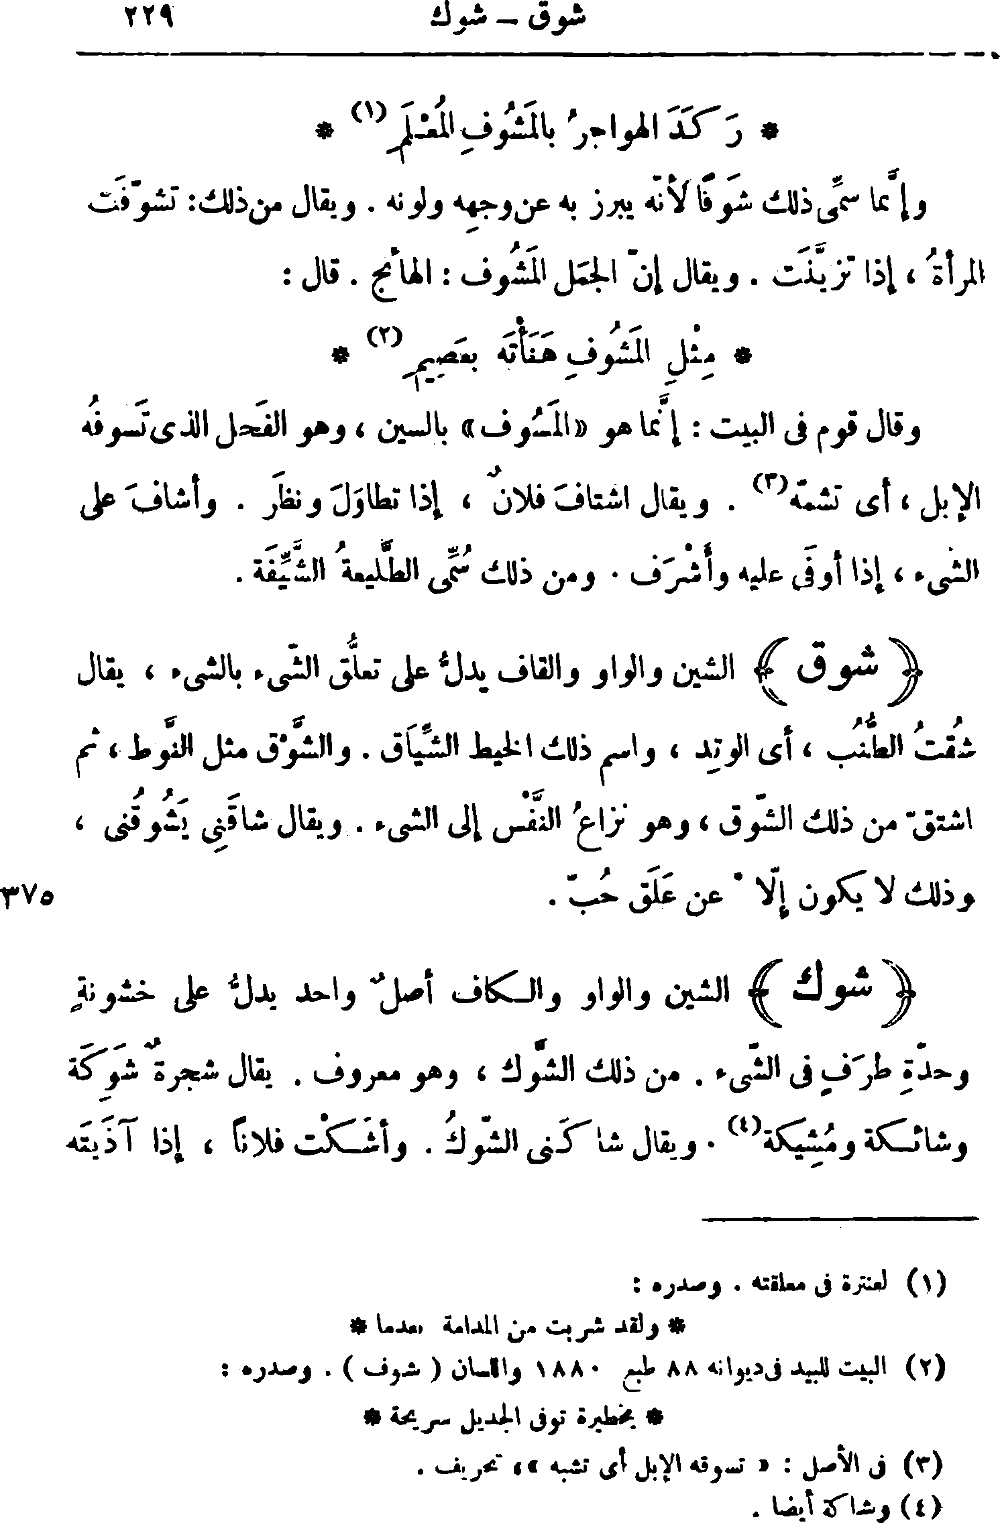 شوق – شوك ٢٢٩
* رَكَدَ الهواجرُ بالمَشُوفِ المُعْلَمِ (١) *
وإنَّما سمِّى ذلك شَوفًا لأنّه يبرز به عن وجهِه ولونه . ويقال من ذلك: تشوّفَت
المرأةُ ، إذا تزيَّنَت . ويقال إنّ الجمَل المَشُوف : الهائج . قال :
* مِثْلِ المَشُوفِ هَنَأْتَه بعَصِيمِ (٢) *
وقال قوم فى البيت : إنَّما هو «المَسُوف» بالسين ، وهو الفَحل الذى تَسوفُه
الإبل ، أى تشمّه(٣) . ويقال اشتافَ فلانٌ ، إذا تطاوَلَ ونظَر . وأشافَ على
الشىء ، إذا أوفَى عليه وأَشْرَف . ومن ذلك سُمِّى الطَّليعةُ الشَّيِّفَة .
﴿ شوق ﴾ الشين والواو والقاف يدلُّ على تعلُّق الشّىء بالشىء ، يقال
شُقتُ الطُّنُب ، أى الوتِد ، واسم ذلك الخيط الشِّيَاق . والشَّوْق مثل النَّوط ، ثم
اشتقّ من ذلك الشّوق ، وهو نزاعُ النَّفْس إلى الشىء . ويقال شاقَنِى يَشُوقُنى ،
وذلك لا يكون إلّا * عن عَلَق حُبّ . ٣٧٥
﴿ شوك ﴾ الشين والواو والكاف أصلٌ واحد يدلُّ على خشونةٍ
وحدّةِ طرَفٍ فى الشّىء . من ذلك الشَّوك ، وهو معروف . يقال شجرةٌ شَوِكَة
وشائكة ومُشِيكة(٤) . ويقال شاكَنى الشّوكُ . وأشَكْت فلاناً ، إذا آذَيتَه
(١) لعنترة فى معلقته . وصدره :
* ولقد شربت من المدامة بعدما *
(٢) البيت للبيد فى ديوانه ٨٨ طبع ١٨٨٠ واللسان ( شوف ) . وصدره :
* بخطيرة توفى الجديل سريحة *
(٣) فى الأصل : « تسوقه الإبل أى تشبه »، تحريف .
(٤) وشاكة أيضا .